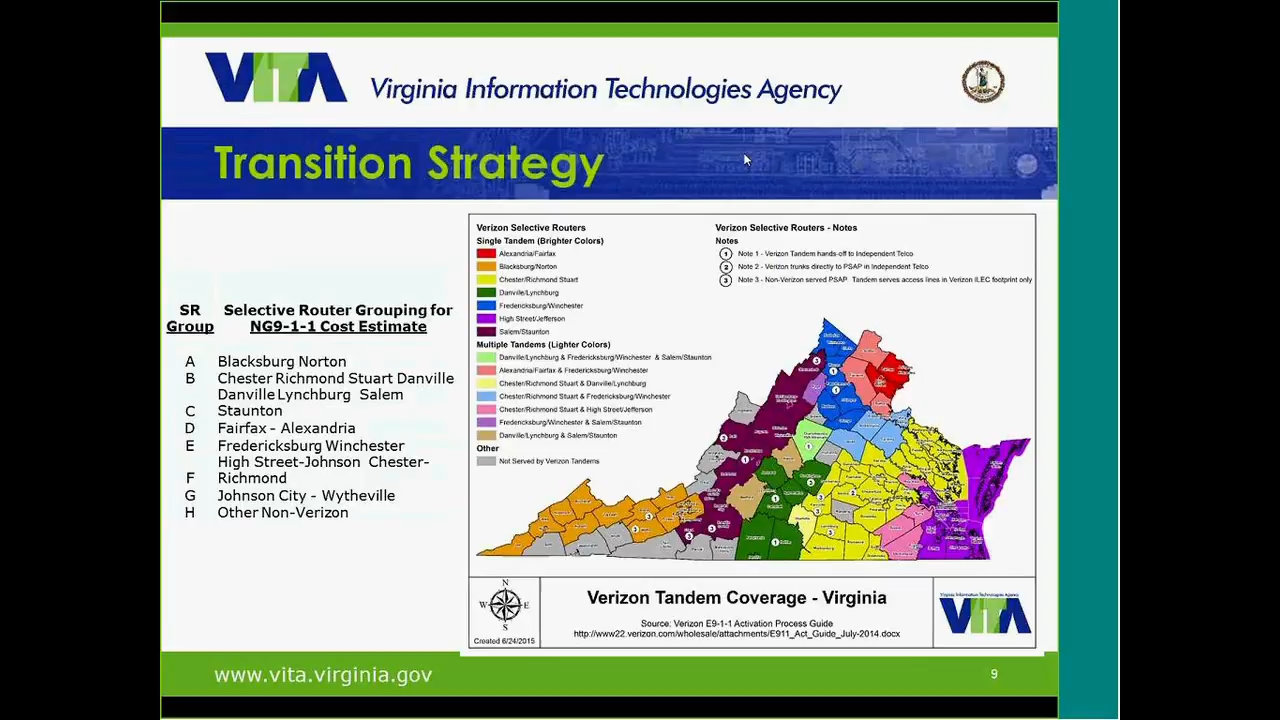 VITA
Virginia Information Technologies Agency
Transition Strategy
SR Group
Selective Router Grouping for NG9-1-1 Cost Estimate
A Blacksburg Norton
B Chester Richmond Stuart Danville
Danville Lynchburg Salem
C Staunton
D Fairfax - Alexandria
E Fredericksburg Winchester
High Street-Johnson Chester-
F Richmond
G Johnson City - Wytheville
H Other Non-Verizon
Verizon Selective Routers
Single Tandem (Brighter Colors)
Alexandria/Fairfax
Blacksburg/Norton
Chester/Richmond Stuart
Danville/Lynchburg
Fredericksburg/Winchester
High Street/Jefferson
Salem/Staunton
Multiple Tandems (Lighter Colors)
Danville/Lynchburg & Fredericksburg/Winchester & Salem/Staunton
Alexandria/Fairfax & Fredericksburg/Winchester
Chester/Richmond Stuart & Danville/Lynchburg
Chester/Richmond Stuart & Fredericksburg/Winchester
Chester/Richmond Stuart & High Street/Jefferson
Fredericksburg/Winchester & Salem/Staunton
Danville/Lynchburg & Salem/Staunton
Other
Not Served by Verizon Tandems
Verizon Selective Routers - Notes
Notes
1 Note 1 - Verizon Tandem hands-off to Independent Telco
2 Note 2 - Verizon trunks directly to PSAP in Independent Telco
3 Note 3 - Non-Verizon served PSAP Tandem serves access lines in Verizon ILEC footprint only
N
W E
S
Created 6/24/2015
Verizon Tandem Coverage - Virginia
Source: Verizon E9-1-1 Activation Process Guide
http://www22.verizon.com/wholesale/attachments/E911_Act_Guide_July-2014.docx
Virginia Information Technologies Agency
VITA
www.vita.virginia.gov
9